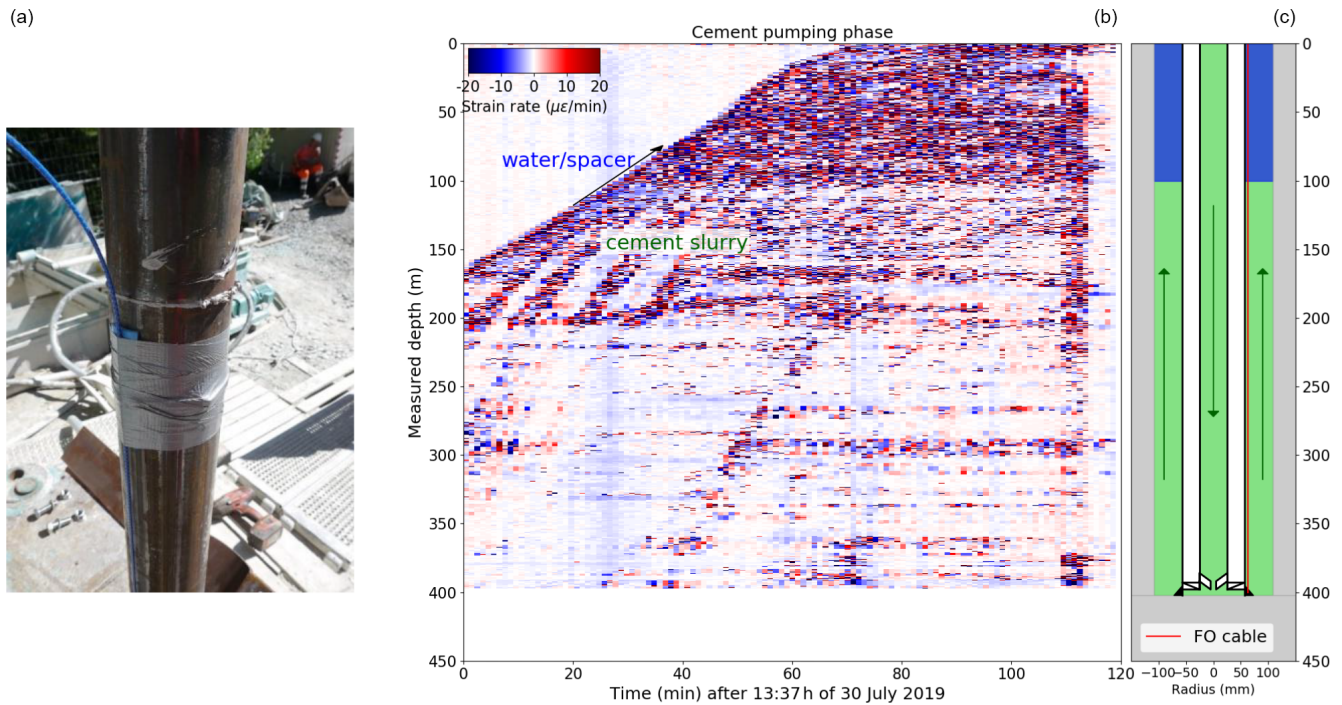 (a)
(b)
(c)
Cement pumping phase
-20 -10 0 10 20
Strain rate (με/min)
water/spacer
cement slurry
Measured depth (m)
0
50
100
150
200
250
300
350
400
450
0 20 40 60 80 100 120
Time (min) after 13:37 h of 30 July 2019
0
50
100
150
200
250
300
350
400
450
FO cable
−100 −50 0 50 100
Radius (mm)